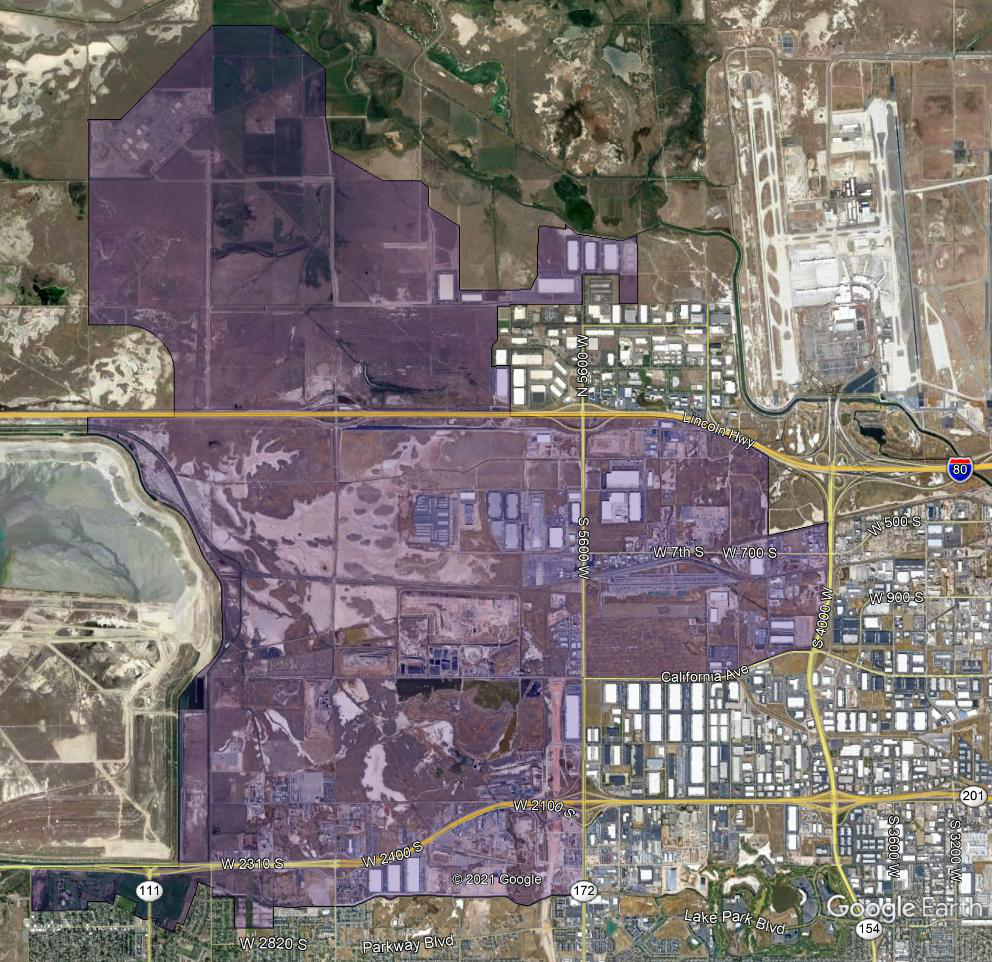 N 5600 W
Lincoln Hwy
80
W 500 S
S 5600 W
W 7th S
W 700 S
W 900 S
S 4000 W
California Ave
W 2100 S
201
S 3600 W
S 3200 W
W 2400 S
W 2310 S
© 2021 Google
111
172
Google Earth
Lake Park Blvd
154
W 2820 S
Parkway Blvd